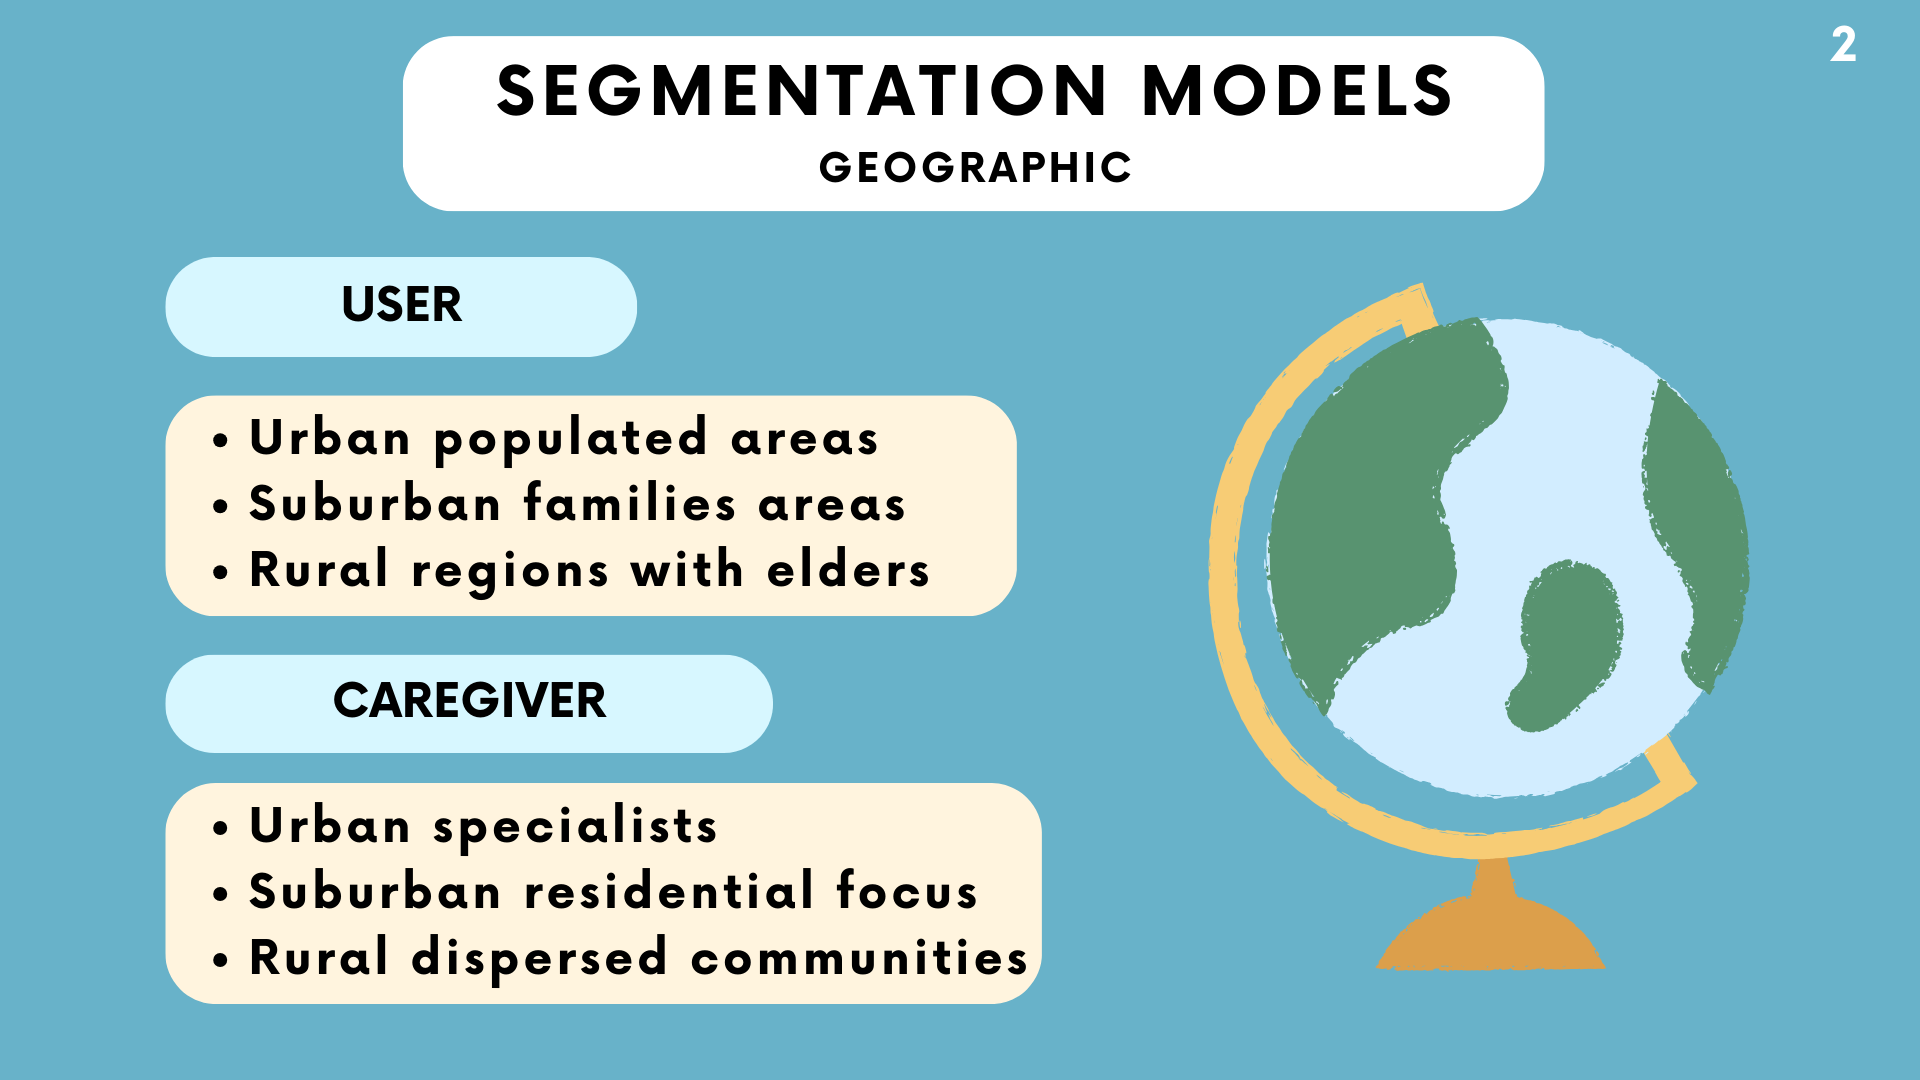 2
SEGMENTATION MODELS
GEOGRAPHIC
USER
• Urban populated areas
• Suburban families areas
• Rural regions with elders
CAREGIVER
• Urban specialists
• Suburban residential focus
• Rural dispersed communities